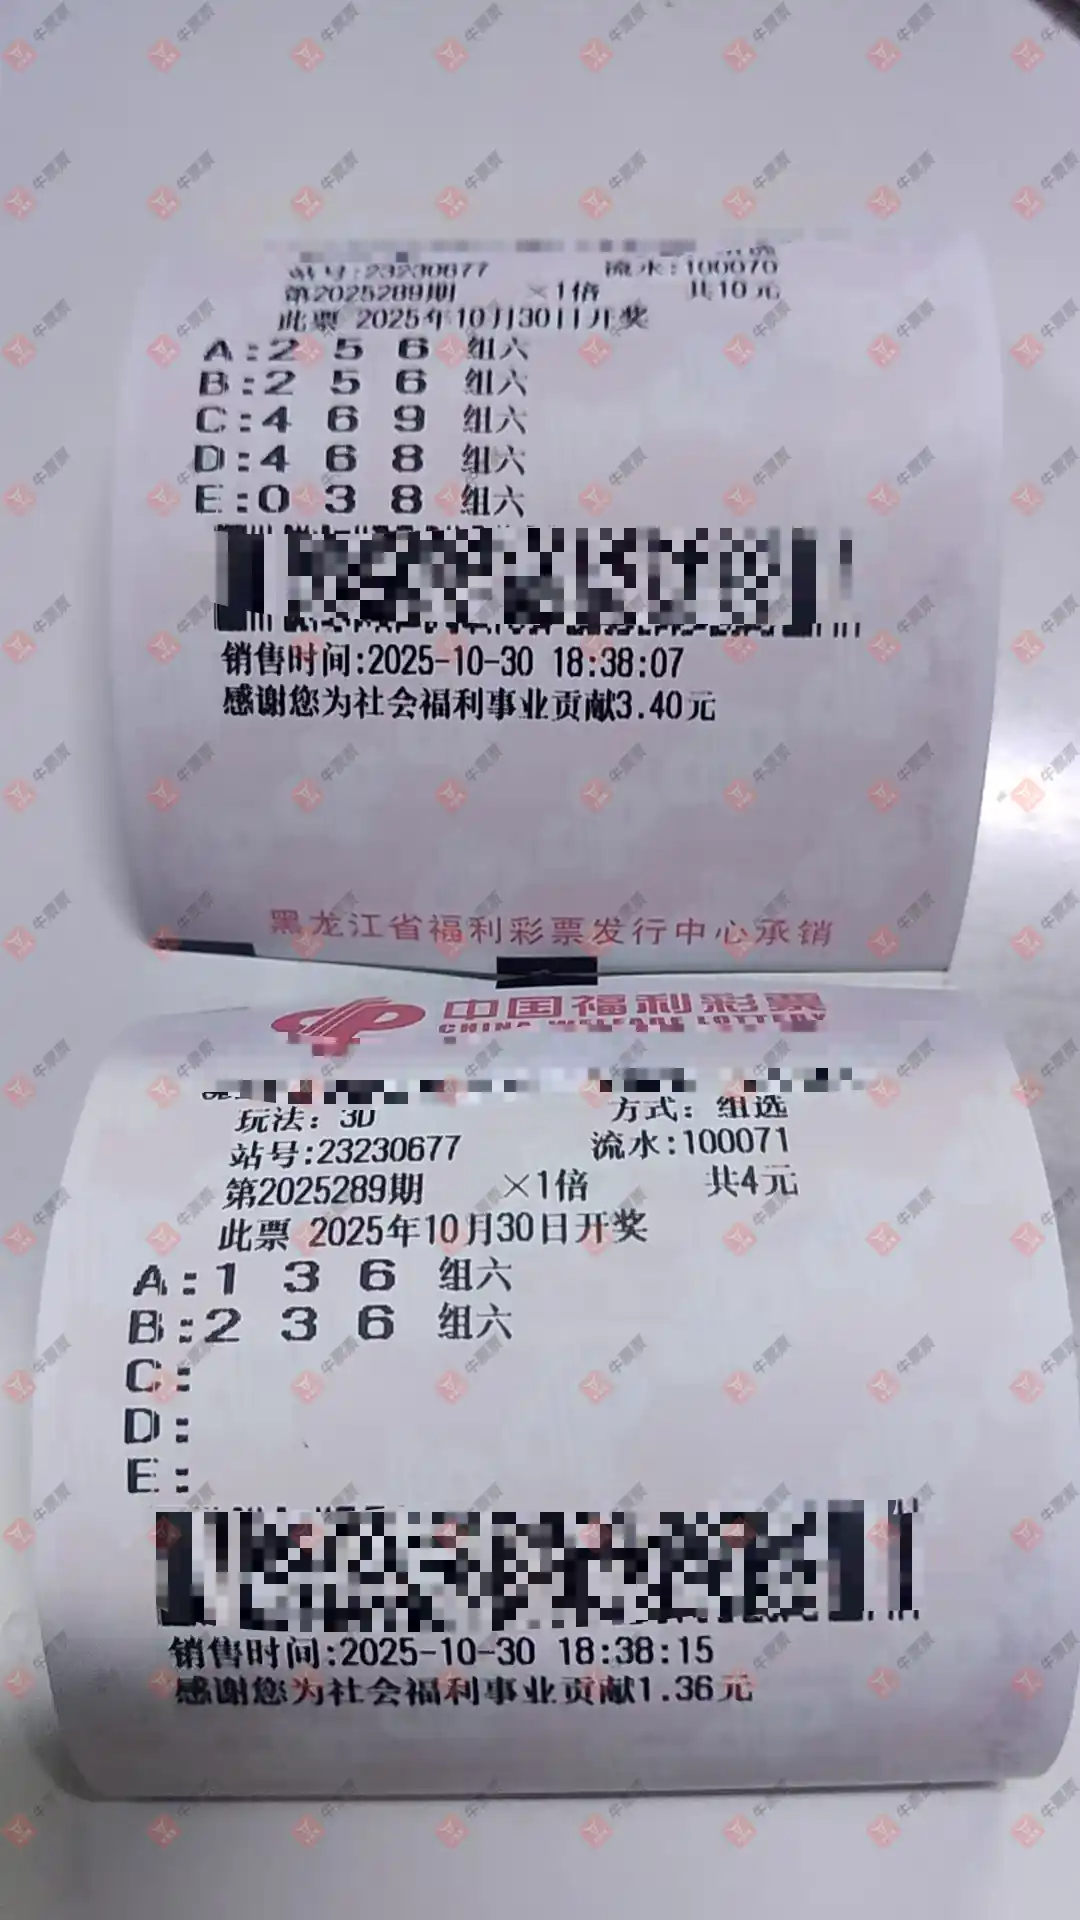 站号:23230677 流水:100070
第2025289期 ×1倍 共10元
此票 2025年10月30日开奖
A:2 5 6 组六
B:2 5 6 组六
C:4 6 9 组六
D:4 6 8 组六
E:0 3 8 组六
销售时间:2025-10-30 18:38:07
感谢您为社会福利事业贡献3.40元
黑龙江省福利彩票发行中心承销
中国福利彩票
CHINA WELFARE LOTTERY
玩法: 3D 方式: 组选
站号:23230677 流水:100071
第2025289期 ×1倍 共4元
此票 2025年10月30日开奖
A:1 3 6 组六
B:2 3 6 组六
C:
D:
E:
销售时间:2025-10-30 18:38:15
感谢您为社会福利事业贡献1.36元
牛票票